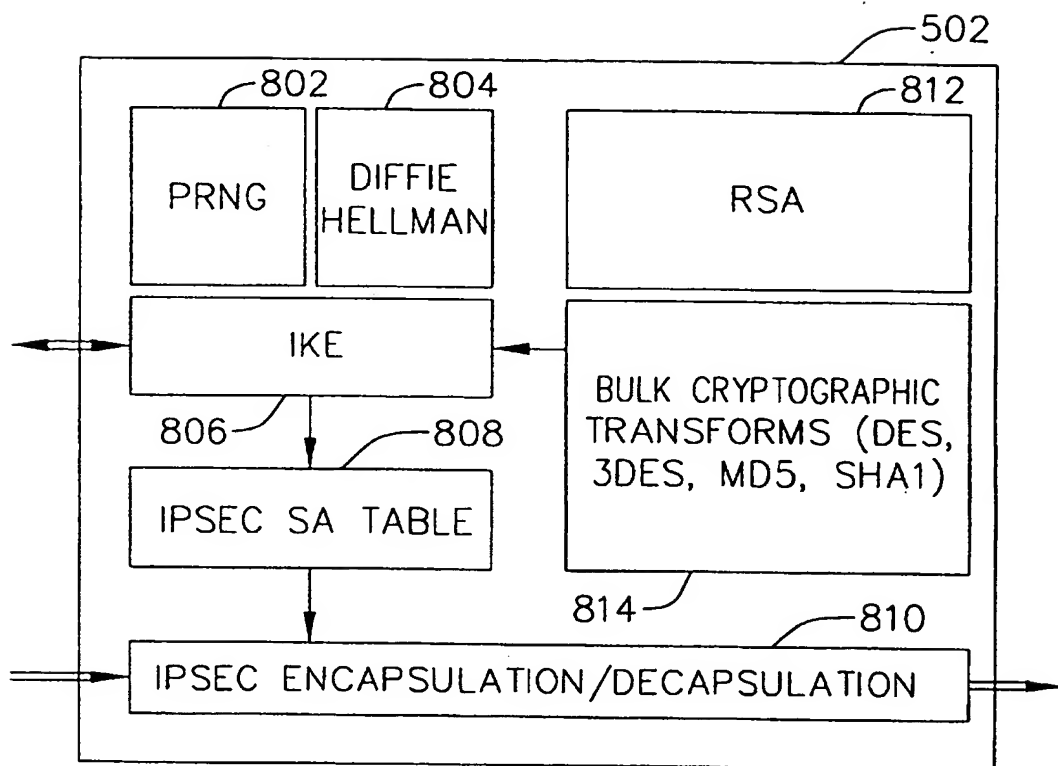 502
802
804
812
PRNG
DIFFIE
HELLMAN
RSA
IKE
BULK CRYPTOGRAPHIC
TRANSFORMS (DES,
3DES, MD5, SHA1)
806
808
IPSEC SA TABLE
814
810
IPSEC ENCAPSULATION/DECAPSULATION